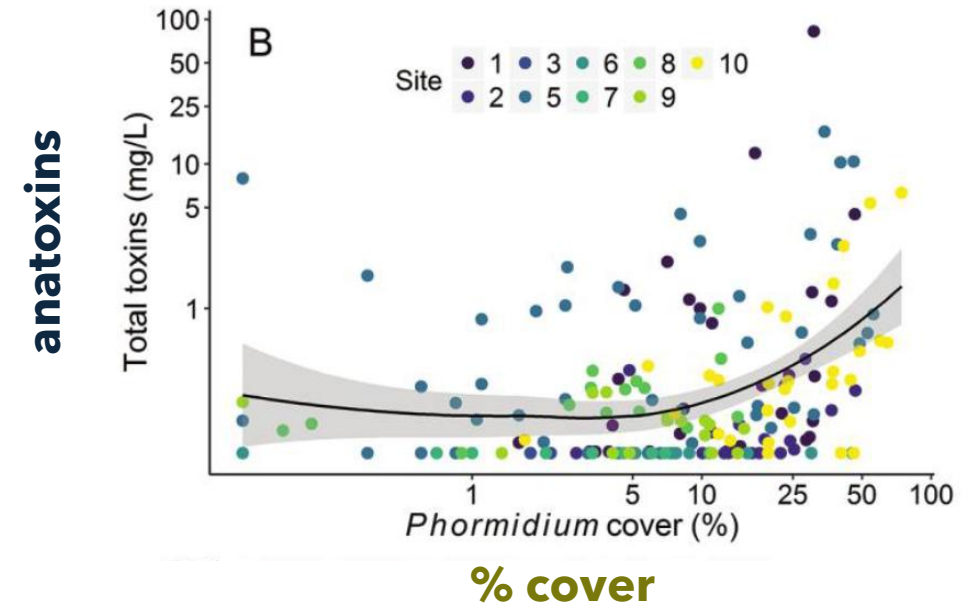 anatoxins
Total toxins (mg/L)
100
50
25
10
5
1
B
Site
1 3 6 8 10
2 5 7 9
1 5 10 25 50 100
Phormidium cover (%)
% cover